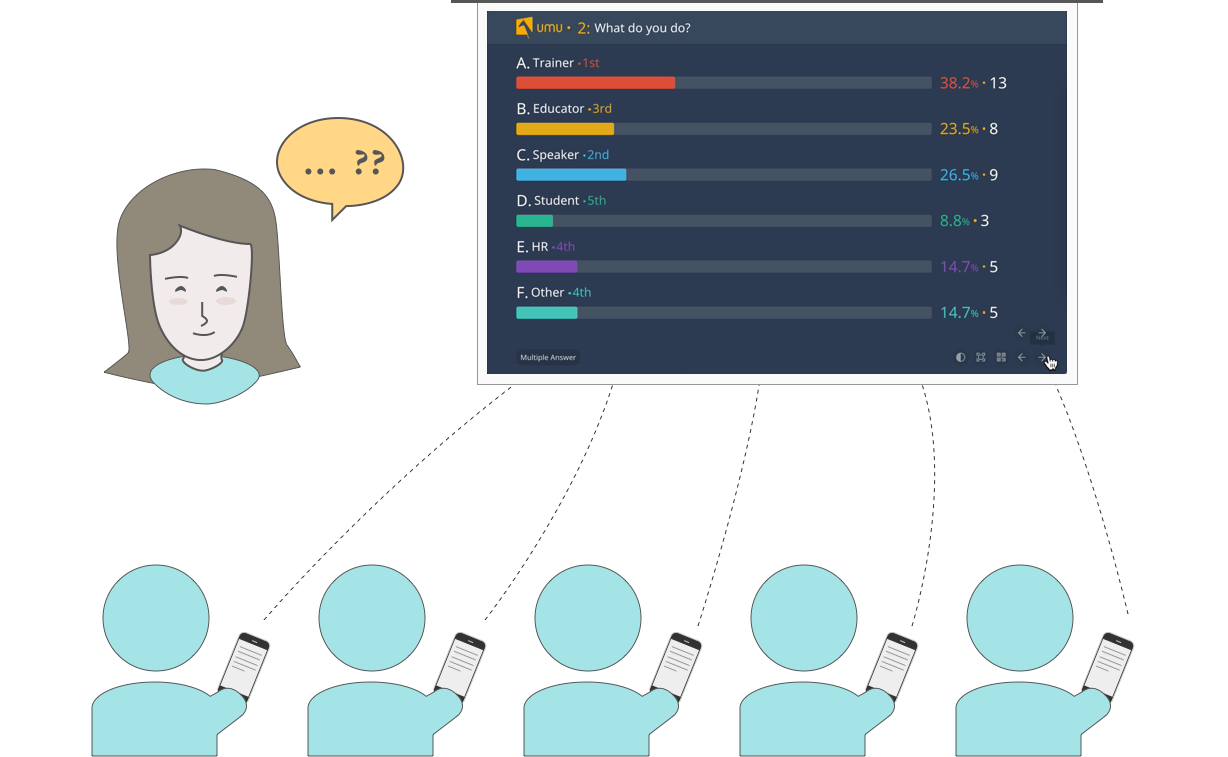 umu • 2: What do you do?
A. Trainer •1st
38.2% • 13
... ??
B. Educator •3rd
23.5% • 8
C. Speaker •2nd
26.5% • 9
D. Student •5th
8.8% • 3
E. HR •4th
14.7% • 5
F. Other •4th
14.7% • 5
Next
Multiple Answer